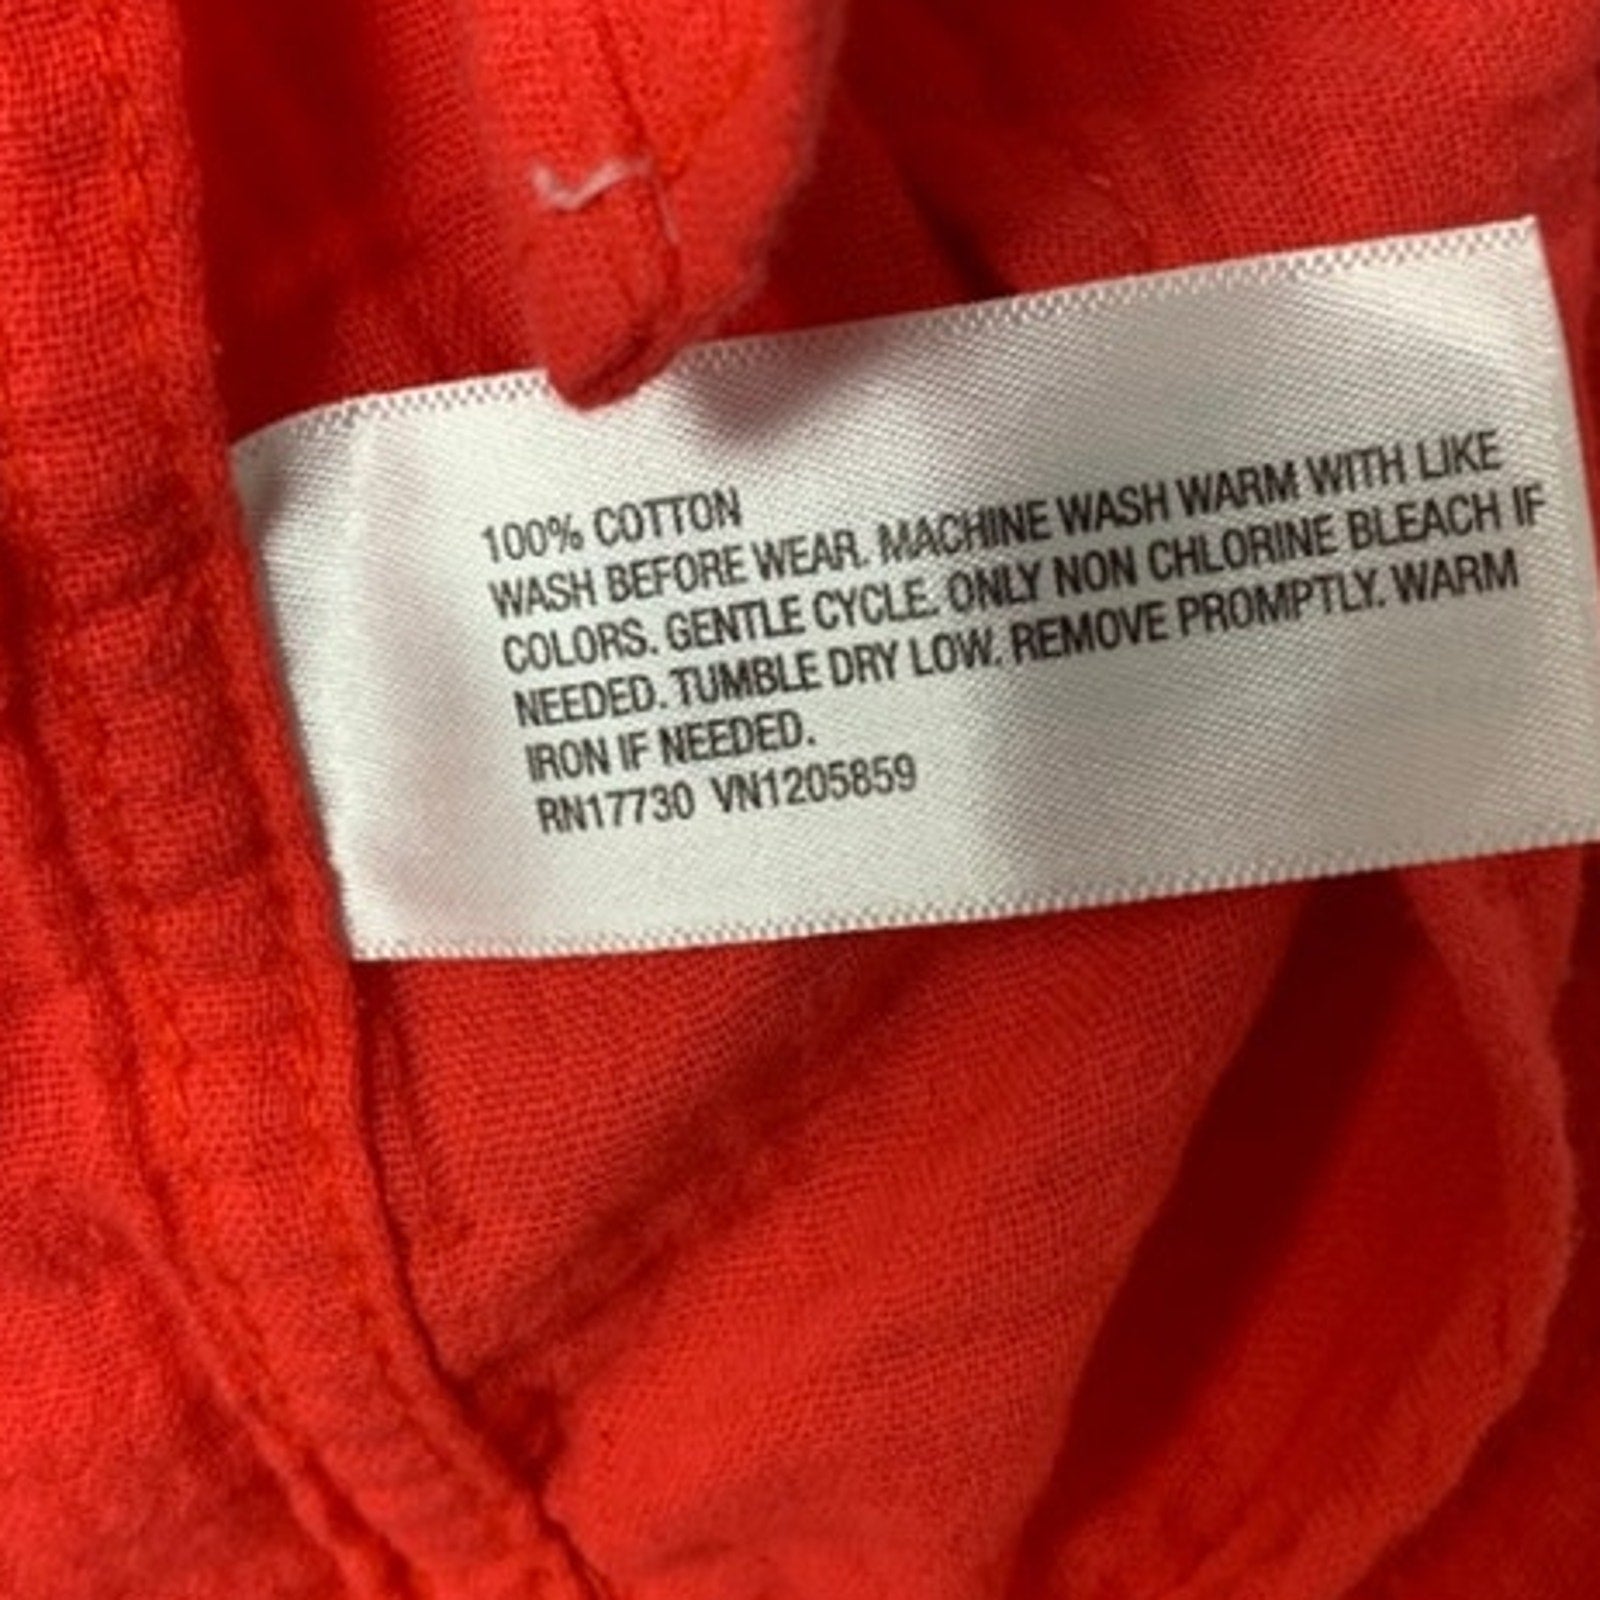 100% COTTON
WASH BEFORE WEAR. MACHINE WASH WARM WITH LIKE
COLORS. GENTLE CYCLE. ONLY NON CHLORINE BLEACH IF
NEEDED. TUMBLE DRY LOW. REMOVE PROMPTLY. WARM
IRON IF NEEDED.
RN17730 VN1205859